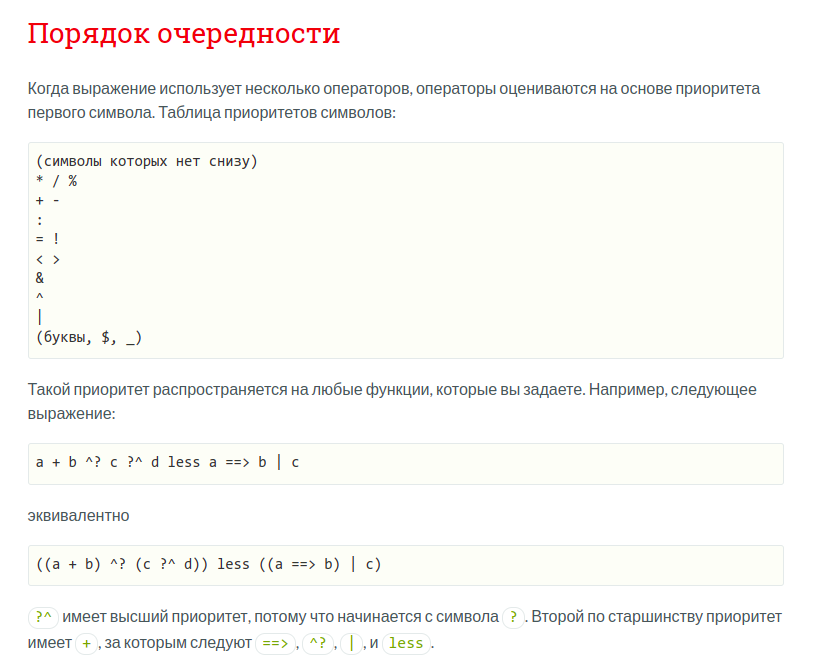 Порядок очередности
Когда выражение использует несколько операторов, операторы оцениваются на основе приоритета
первого символа. Таблица приоритетов символов:
(символы которых нет снизу)
* / %
+ -
:
= !
< >
&
^
|
(буквы, $, _)
Такой приоритет распространяется на любые функции, которые вы задаете. Например, следующее
выражение:
a + b ^? c ?^ d less a ==> b | c
эквивалентно
((a + b) ^? (c ?^ d)) less ((a ==> b) | c)
?^ имеет высший приоритет, потому что начинается с символа ?. Второй по старшинству приоритет
имеет +, за которым следуют ==>, ^?, |, и less.